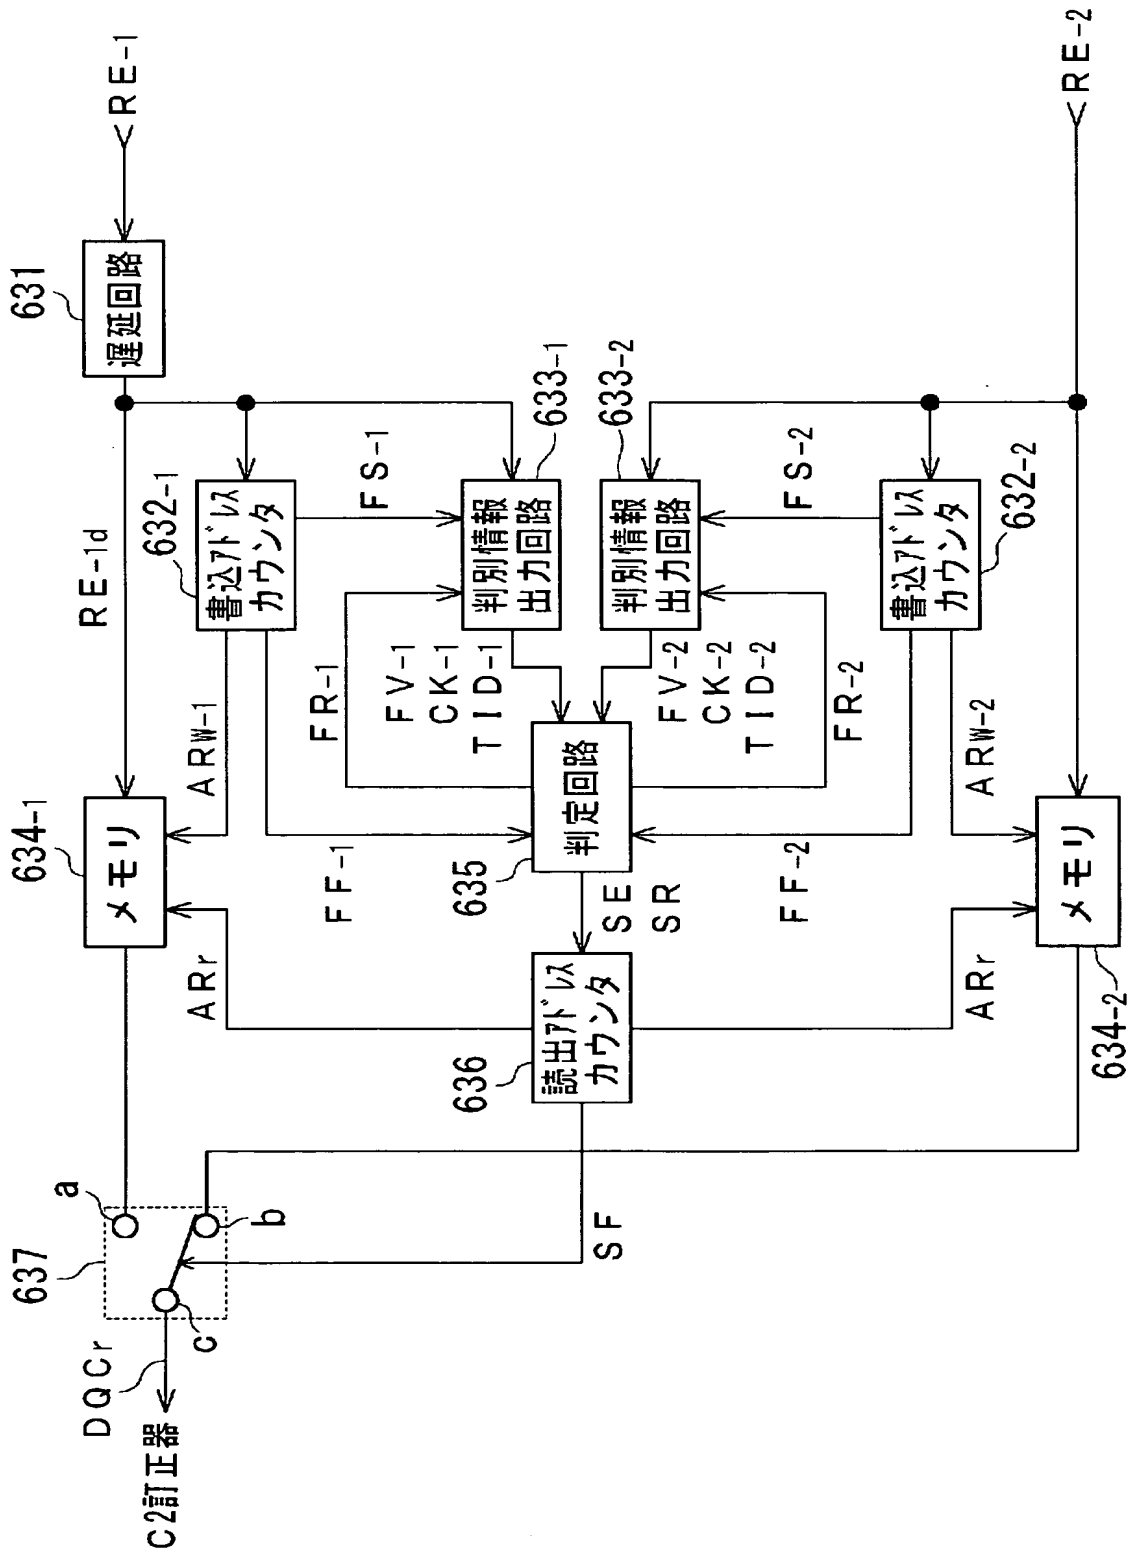 RE-1
631
遅延回路
RE-1d
632-1
書込アドレス
カウンタ
FS-1
633-1
判別情報
出力回路
ARW-1
FR-1
FV-1
CK-1
TID-1
634-1
メモリ
FF-1
ARr
635
判定回路
SE
SR
636
読出アドレス
カウンタ
633-2
判別情報
出力回路
FS-2
632-2
書込アドレス
カウンタ
RE-2
FV-2
CK-2
TID-2
FR-2
ARW-2
FF-2
メモリ
634-2
ARr
SF
637
a
b
c
DQCr
C2訂正器